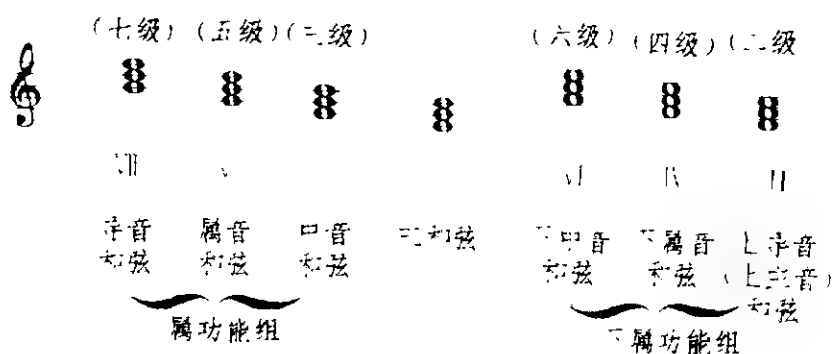 (七级) (五级) (三级) (六级) (四级) (二级
VII V VI IV II
导音 属音 中音 主和弦 下中音 下属音 上导音
和弦 和弦 和弦 和弦 和弦 (上主音)
和弦
属功能组 下属功能组